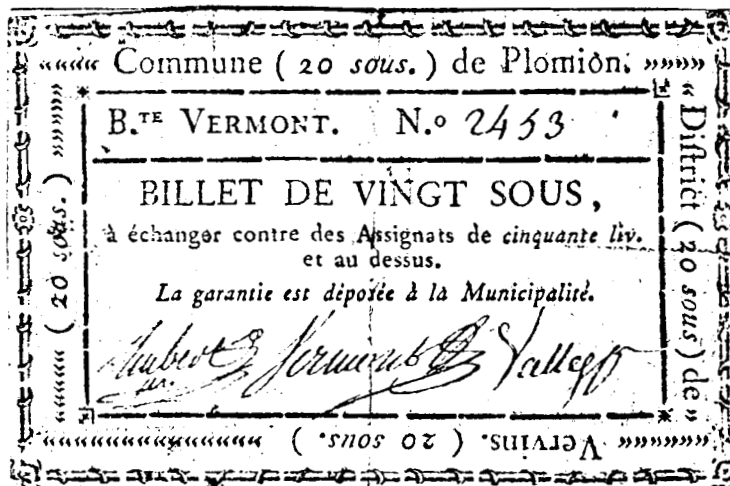 Commune ( 20 sous. ) de Plomion.
District ( 20 sous ) de
Vervins. ( 20 sous. )
( 20 sous. )
B.TE VERMONT. N.o 2453
BILLET DE VINGT SOUS,
à échanger contre des Assignats de cinquante liv.
et au dessus.
La garantie est déposée à la Municipalité.
Vermont